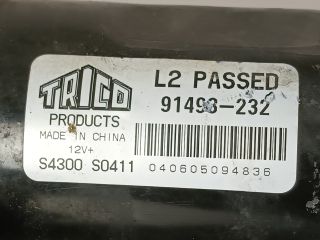 TRICO
PRODUCTS
MADE IN CHINA
12V+
S4300 S0411
L2 PASSED
91493-232
040605094836